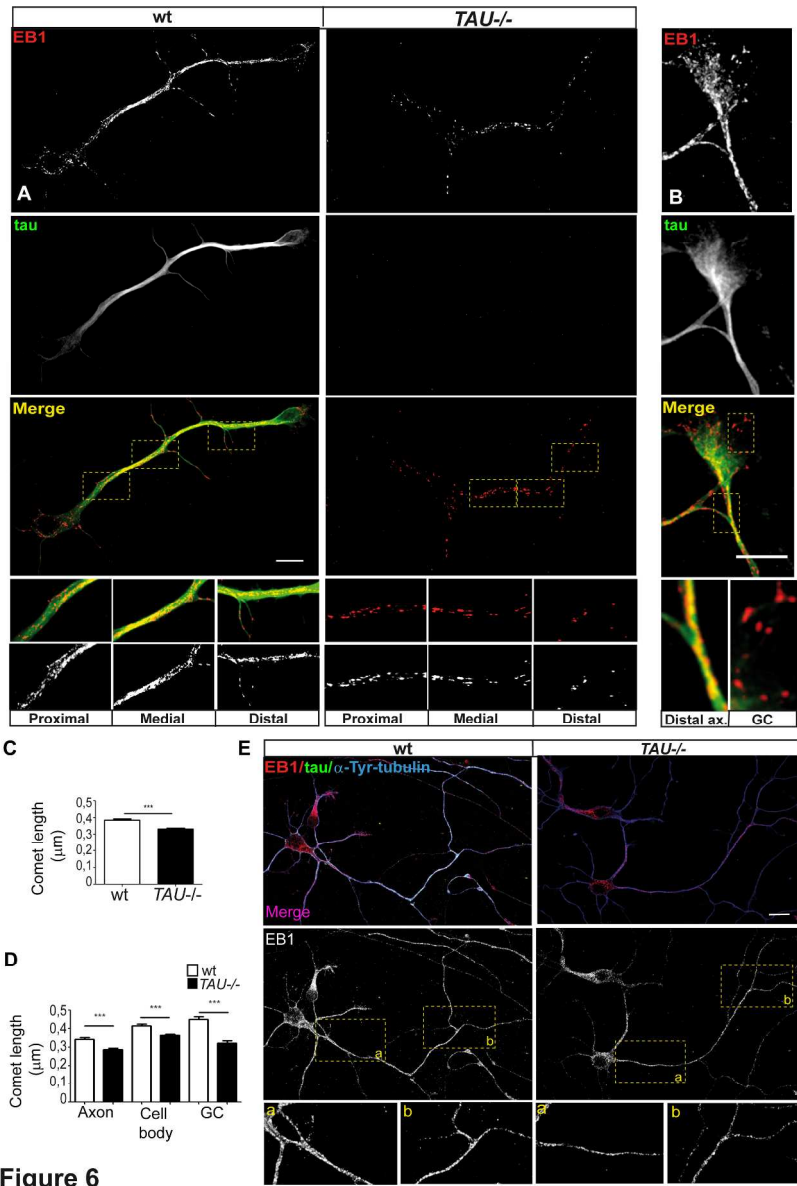 wt TAU-/-
EB1 EB1
A B
tau tau
Merge Merge
Proximal Medial Distal Proximal Medial Distal Distal ax. GC
C
Comet length
(μm)
0,5
0,4
0,3
0,2
0,1
0
***
wt TAU-/-
D
wt
TAU-/-
Comet length
(μm)
0,5
0,4
0,3
0,2
0,1
0
*** *** ***
Axon Cell body GC
E
wt TAU-/-
EB1/tau/α-Tyr-tubulin
Merge
EB1
a b a b
a b a b
Figure 6